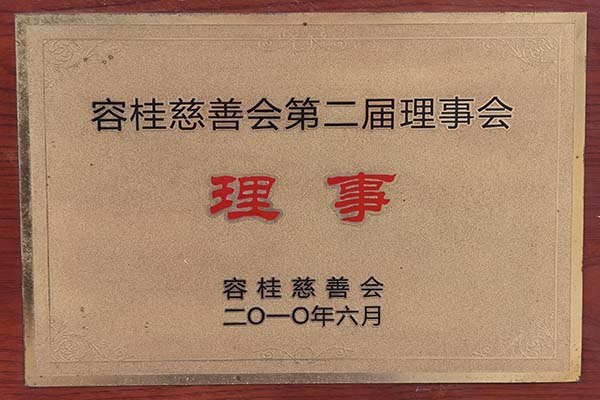 容桂慈善会第二届理事会
理事
容桂慈善会
二〇一〇年六月